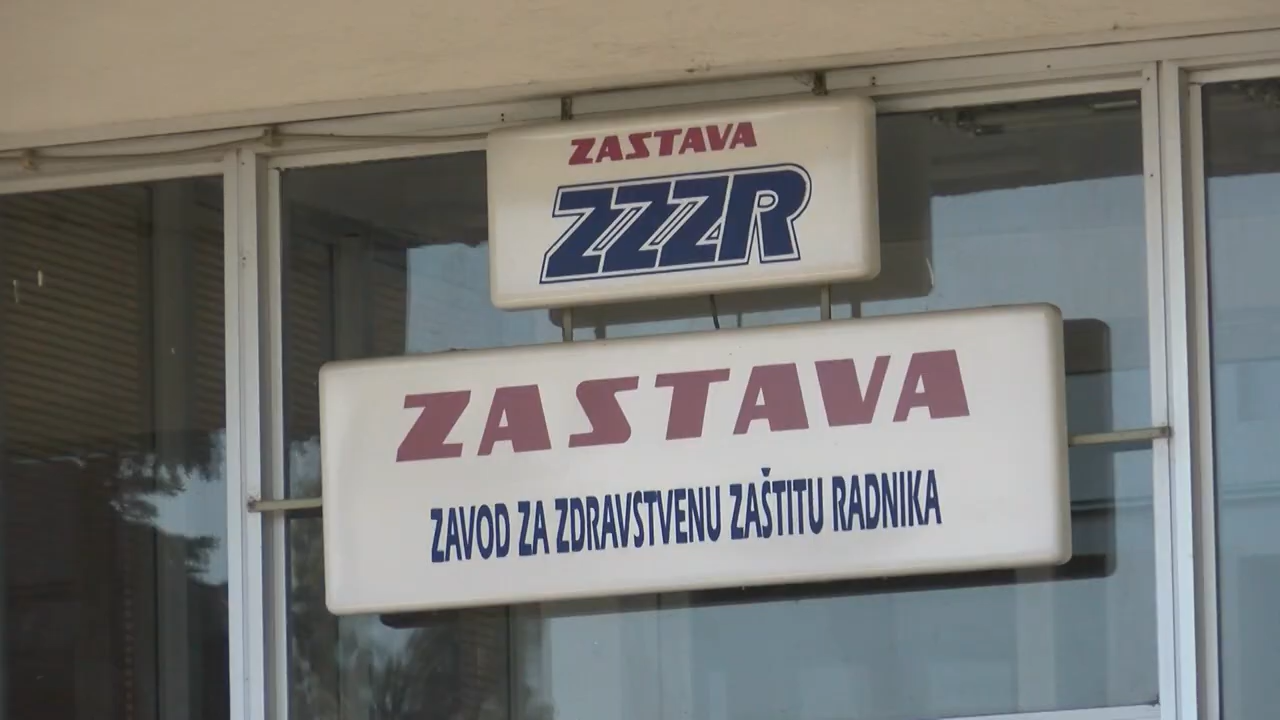 ZASTAVA
ZZZR
ZASTAVA
ZAVOD ZA ZDRAVSTVENU ZAŠTITU RADNIKA